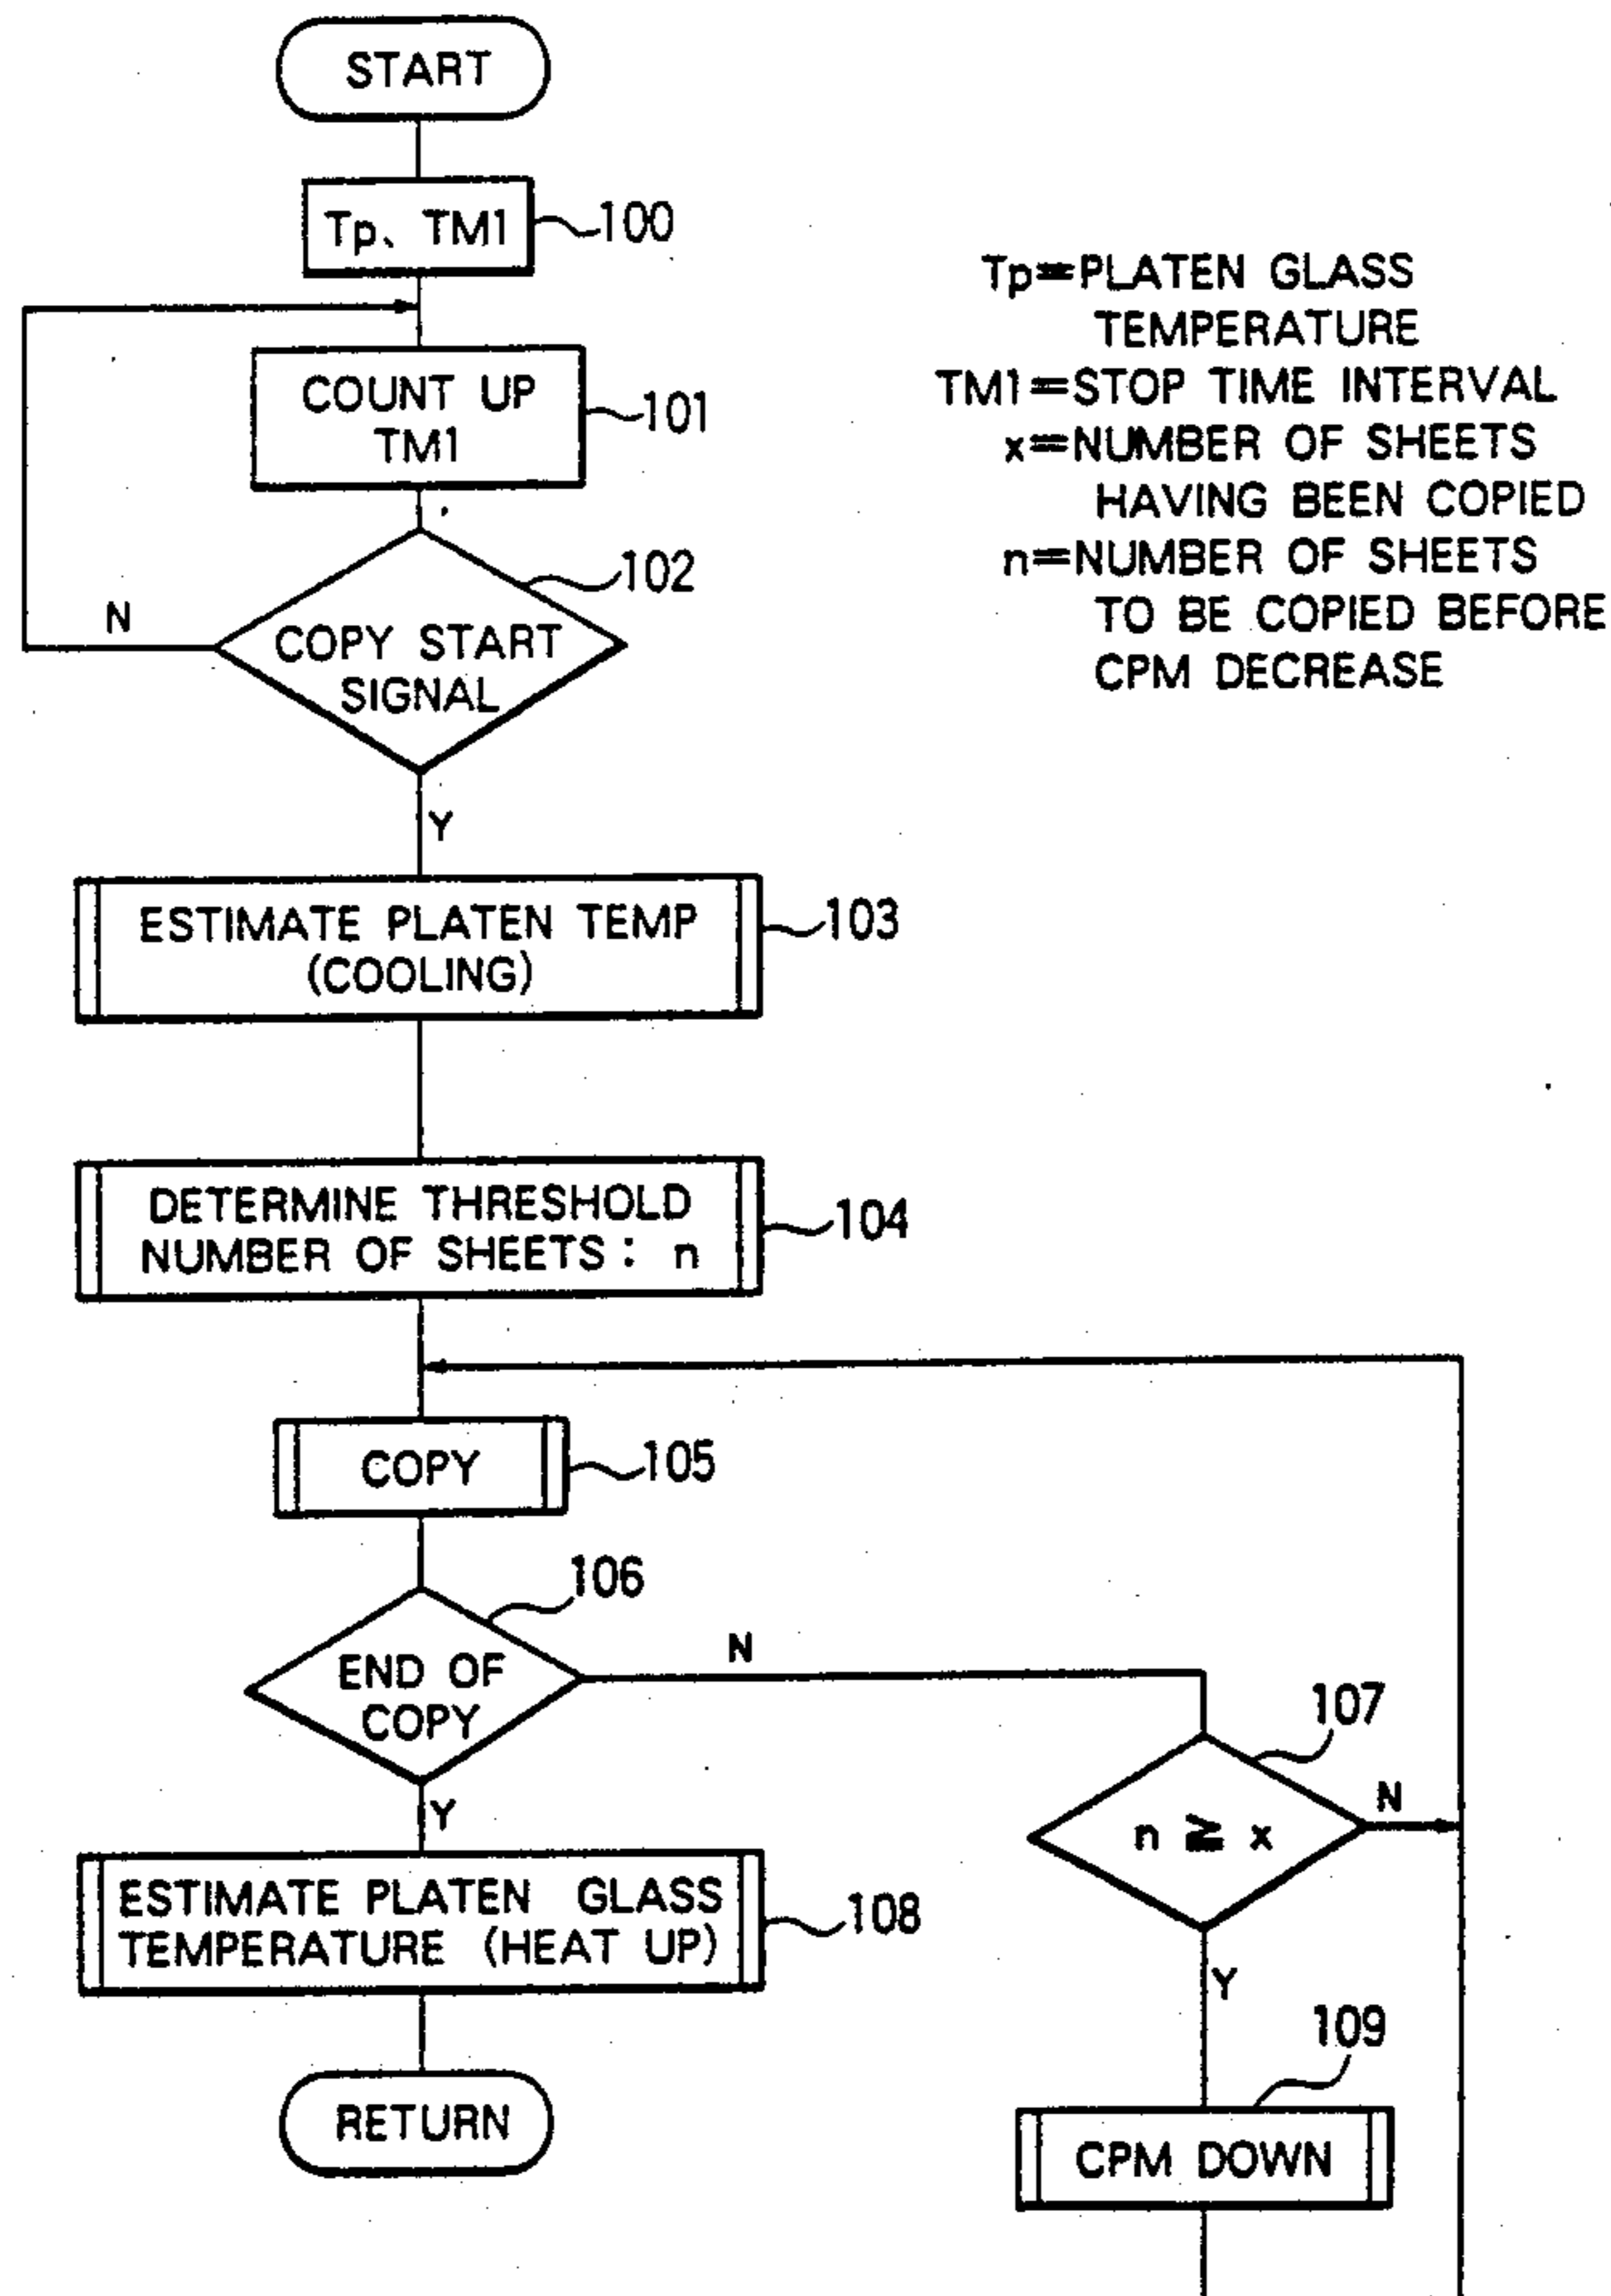 START
Tp、TM1
100
COUNT UP
TM1
101
COPY START
SIGNAL
102
N
Y
Tp=PLATEN GLASS
TEMPERATURE
TM1=STOP TIME INTERVAL
x=NUMBER OF SHEETS
HAVING BEEN COPIED
n=NUMBER OF SHEETS
TO BE COPIED BEFORE
CPM DECREASE
ESTIMATE PLATEN TEMP
(COOLING)
103
DETERMINE THRESHOLD
NUMBER OF SHEETS: n
104
COPY
105
END OF
COPY
106
N
Y
n ≧ x
107
N
Y
ESTIMATE PLATEN GLASS
TEMPERATURE (HEAT UP)
108
RETURN
CPM DOWN
109